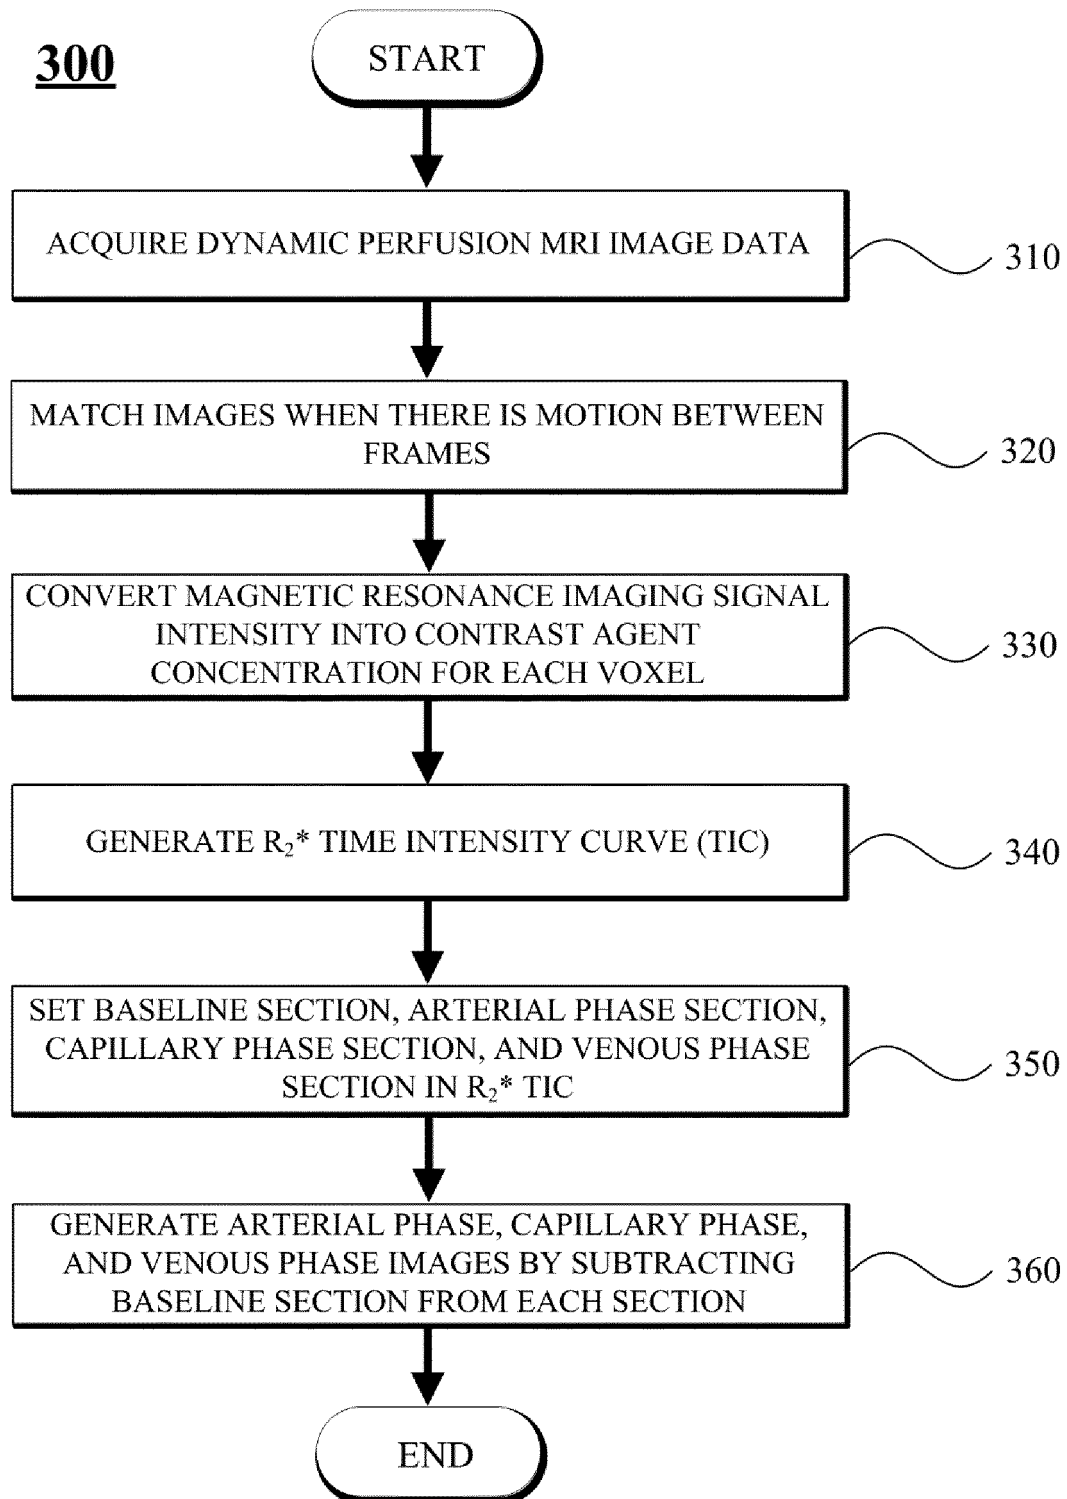 300
START
ACQUIRE DYNAMIC PERFUSION MRI IMAGE DATA
310
MATCH IMAGES WHEN THERE IS MOTION BETWEEN
FRAMES
320
CONVERT MAGNETIC RESONANCE IMAGING SIGNAL
INTENSITY INTO CONTRAST AGENT
CONCENTRATION FOR EACH VOXEL
330
GENERATE R₂* TIME INTENSITY CURVE (TIC)
340
SET BASELINE SECTION, ARTERIAL PHASE SECTION,
CAPILLARY PHASE SECTION, AND VENOUS PHASE
SECTION IN R₂* TIC
350
GENERATE ARTERIAL PHASE, CAPILLARY PHASE,
AND VENOUS PHASE IMAGES BY SUBTRACTING
BASELINE SECTION FROM EACH SECTION
360
END